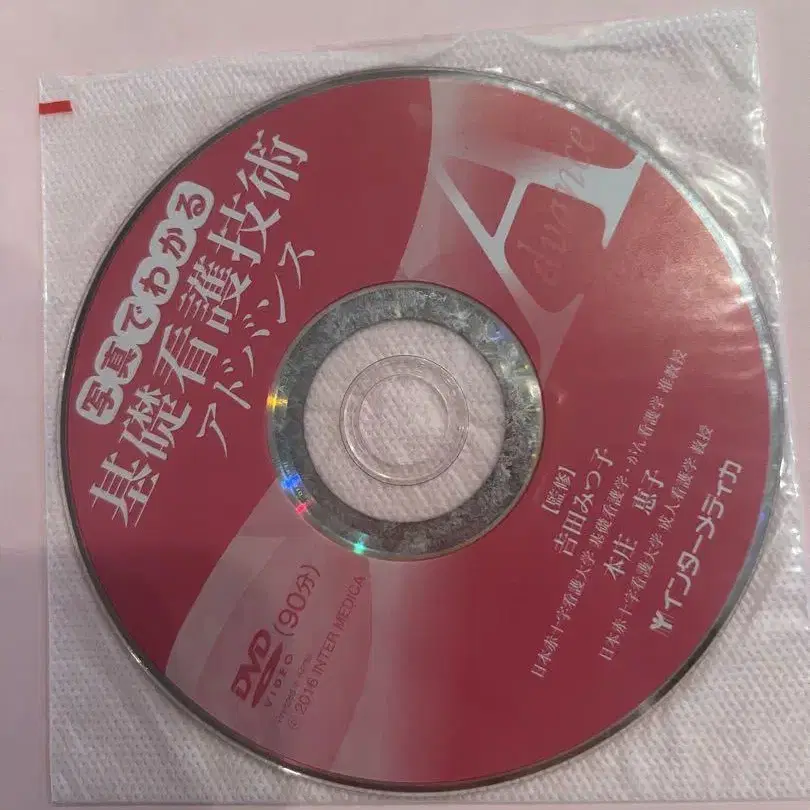 写真でわかる
基礎看護技術
アドバンス
A
dvance
【監修】
吉田みつ子
日本赤十字看護大学 基礎看護学・がん看護学 准教授
本庄 恵子
日本赤十字看護大学 成人看護学 教授
インターメディカ
DVD
VIDEO
(90分)
Printed in Korea
© 2016 INTER MEDICA